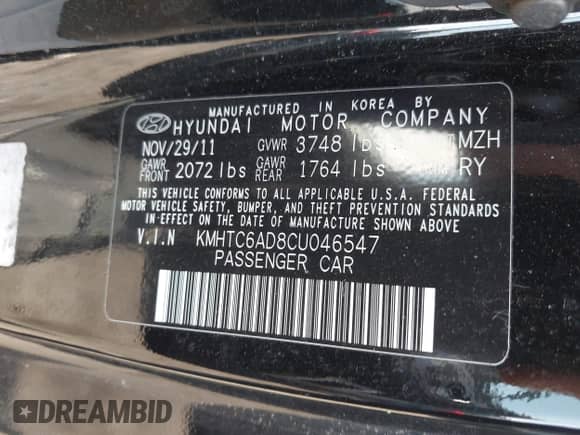 MANUFACTURED IN KOREA BY
HYUNDAI MOTOR COMPANY
NOV/29/11 GVWR 3748 lbs MZH
GAWR FRONT 2072 lbs GAWR REAR 1764 lbs RY
THIS VEHICLE CONFORMS TO ALL APPLICABLE U.S.A. FEDERAL
MOTOR VEHICLE SAFETY, BUMPER, AND THEFT PREVENTION STANDARDS
IN-EFFECT ON THE DATE OF MANUFACTURE SHOWN ABOVE
V.I.N KMHTC6AD8CU046547
PASSENGER CAR
DREAMBID